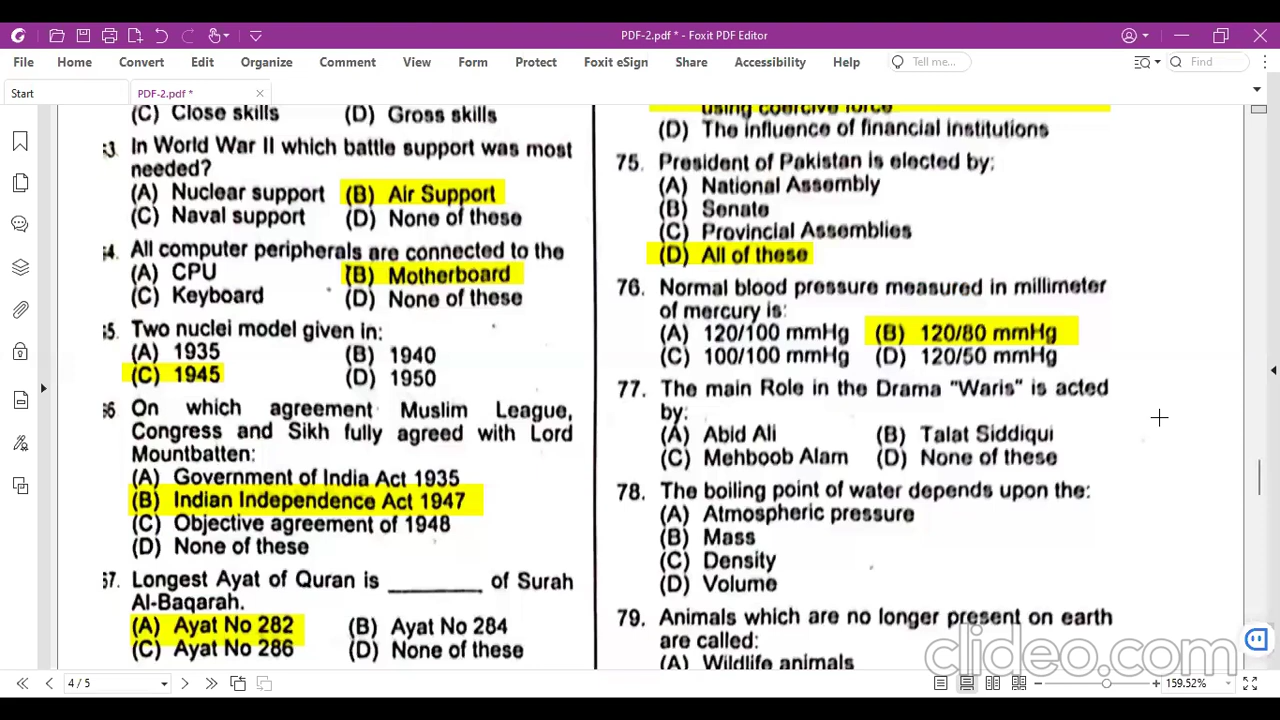 PDF-2.pdf * - Foxit PDF Editor
File Home Convert Edit Organize Comment View Form Protect Foxit eSign Share Accessibility Help Tell me... Find
Start PDF-2.pdf *
(C) Close skills (D) Gross skills
3. In World War II which battle support was most
needed?
(A) Nuclear support (B) Air Support
(C) Naval support (D) None of these
4. All computer peripherals are connected to the
(A) CPU (B) Motherboard
(C) Keyboard (D) None of these
5. Two nuclei model given in:
(A) 1935 (B) 1940
(C) 1945 (D) 1950
6 On which agreement Muslim League,
Congress and Sikh fully agreed with Lord
Mountbatten:
(A) Government of India Act 1935
(B) Indian Independence Act 1947
(C) Objective agreement of 1948
(D) None of these
7. Longest Ayat of Quran is ________ of Surah
Al-Baqarah.
(A) Ayat No 282 (B) Ayat No 284
(C) Ayat No 286 (D) None of these
using coercive force
(D) The influence of financial institutions
75. President of Pakistan is elected by:
(A) National Assembly
(B) Senate
(C) Provincial Assemblies
(D) All of these
76. Normal blood pressure measured in millimeter
of mercury is:
(A) 120/100 mmHg (B) 120/80 mmHg
(C) 100/100 mmHg (D) 120/50 mmHg
77. The main Role in the Drama "Waris" is acted
by:
(A) Abid Ali (B) Talat Siddiqui
(C) Mehboob Alam (D) None of these
78. The boiling point of water depends upon the:
(A) Atmospheric pressure
(B) Mass
(C) Density
(D) Volume
79. Animals which are no longer present on earth
are called:
(A) Wildlife animals
clideo.com
4 / 5 159.52%